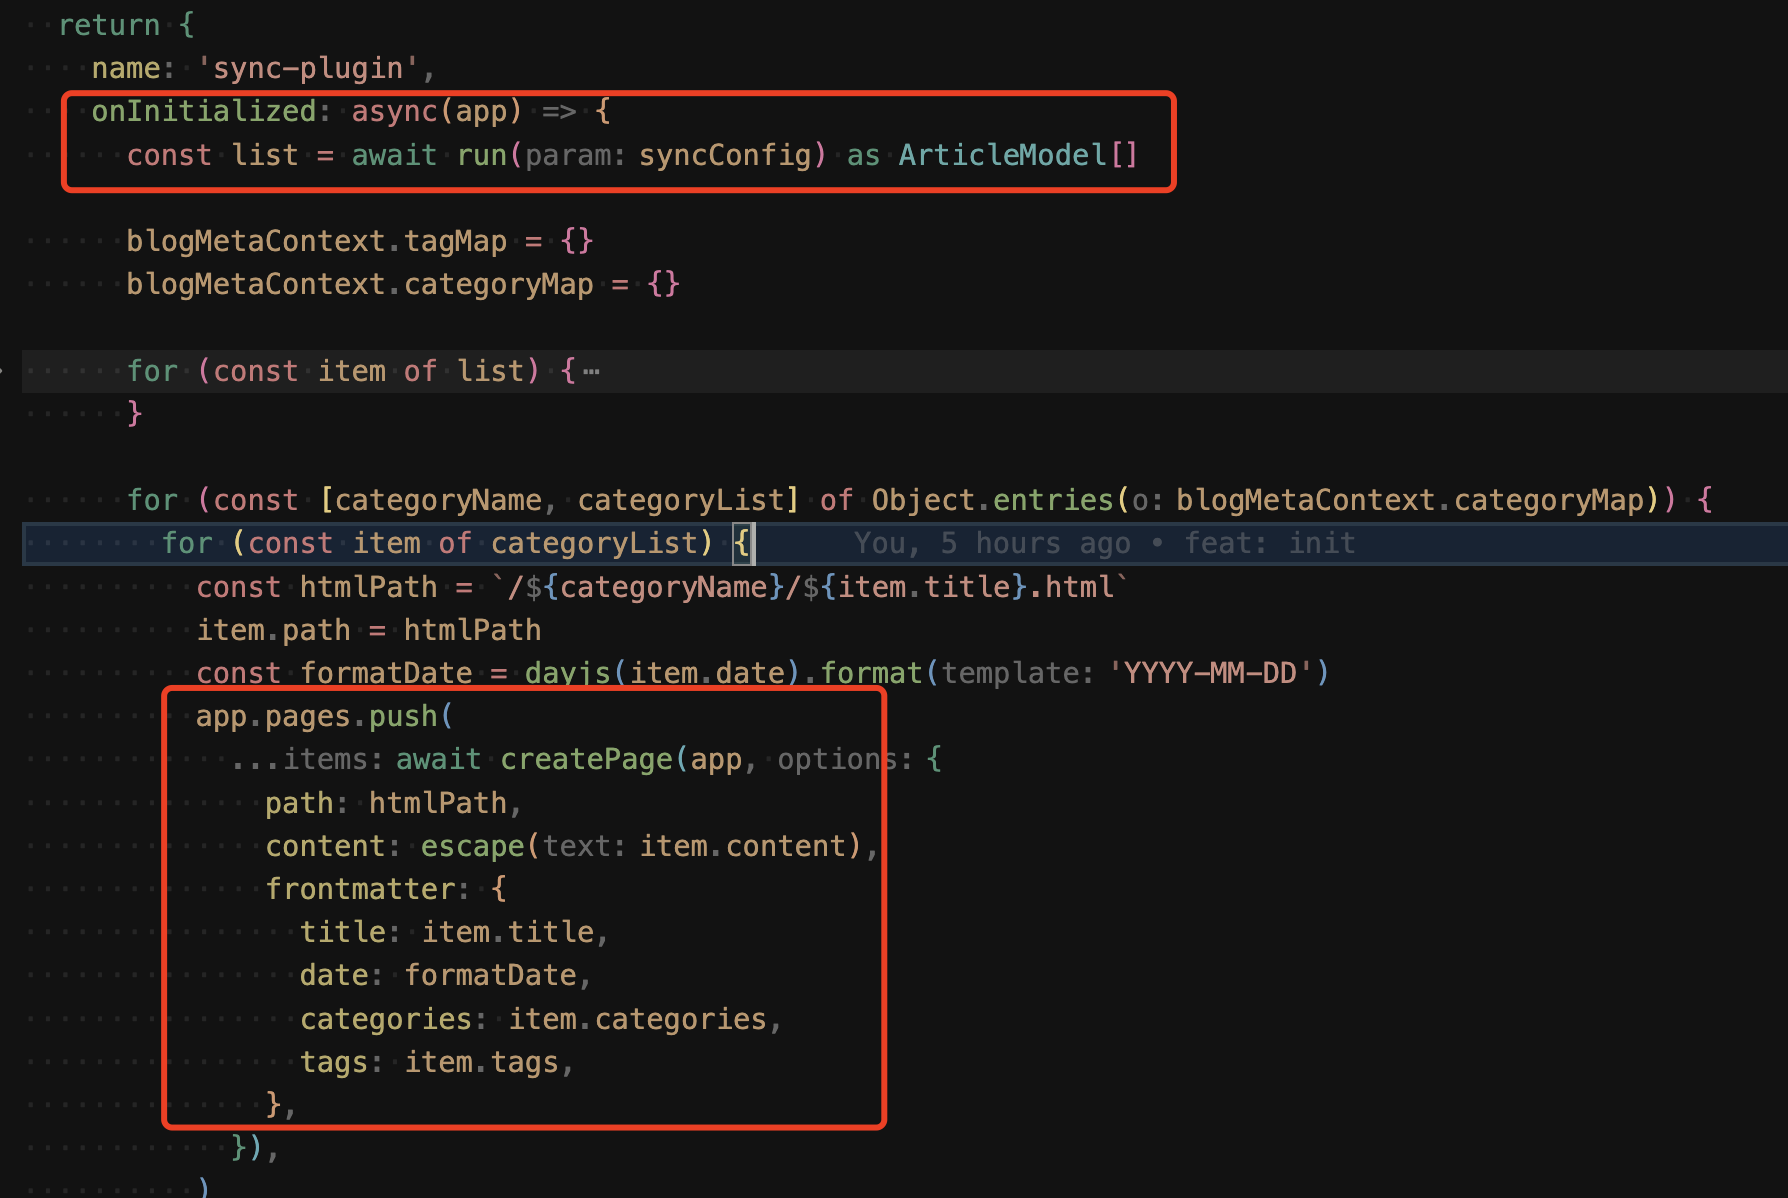 return {
name: 'sync-plugin',
onInitialized: async(app) => {
const list = await run(param: syncConfig) as ArticleModel[]
blogMetaContext.tagMap = {}
blogMetaContext.categoryMap = {}
for (const item of list) {⋯
}
for (const [categoryName, categoryList] of Object.entries(o: blogMetaContext.categoryMap)) {
for (const item of categoryList) { You, 5 hours ago • feat: init
const htmlPath = `/${categoryName}/${item.title}.html`
item.path = htmlPath
const formatDate = dayjs(item.date).format(template: 'YYYY-MM-DD')
app.pages.push(
...items: await createPage(app, options: {
path: htmlPath,
content: escape(text: item.content),
frontmatter: {
title: item.title,
date: formatDate,
categories: item.categories,
tags: item.tags,
},
}),
)